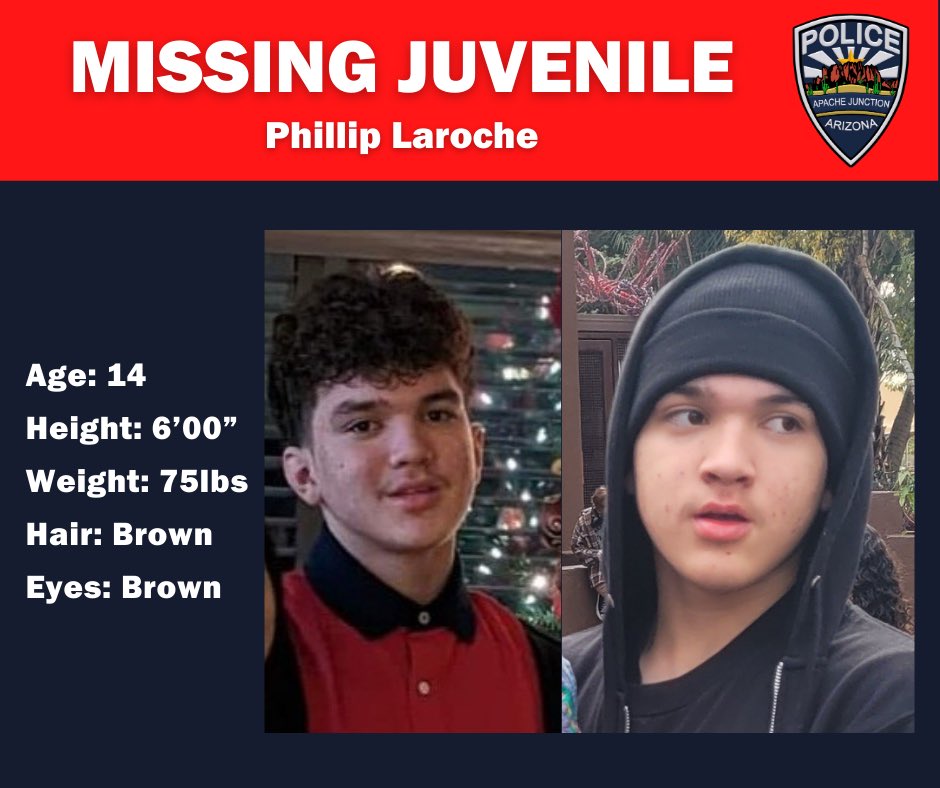 MISSING JUVENILE
Phillip Laroche
POLICE
APACHE JUNCTION
ARIZONA
Age: 14
Height: 6’00”
Weight: 75lbs
Hair: Brown
Eyes: Brown